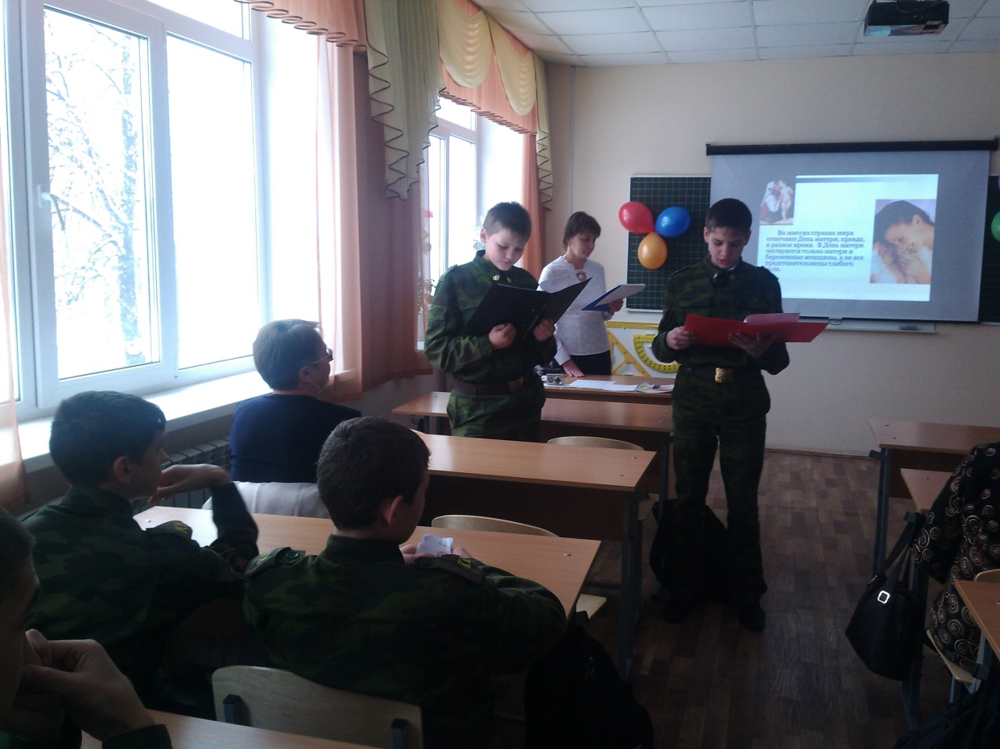 Во многих странах мира
отмечают День матери, правда,
в разное время. В День матери
чествуются только матери и
беременные женщины, а не все
представительницы слабого
пола.